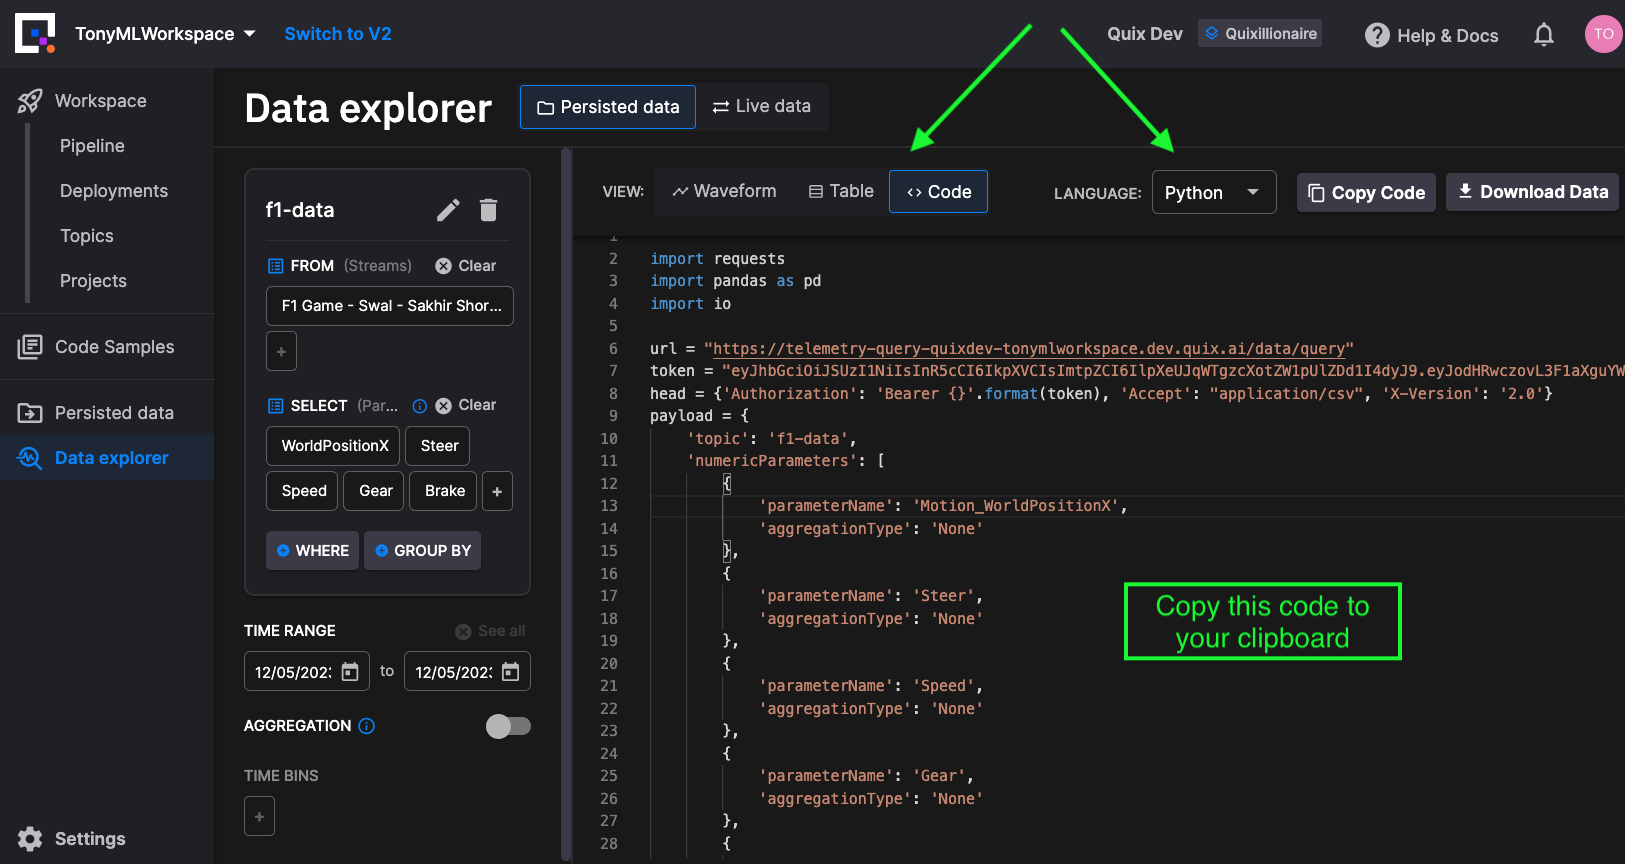 TonyMLWorkspace
Switch to V2
Quix Dev
Quixillionaire
Help & Docs
TO
Workspace
Pipeline
Deployments
Topics
Projects
Code Samples
Persisted data
Data explorer
Settings
Data explorer
Persisted data
Live data
f1-data
FROM (Streams) Clear
F1 Game - Swal - Sakhir Shor...
+
SELECT (Par... Clear
WorldPositionX Steer
Speed Gear Brake +
WHERE GROUP BY
TIME RANGE See all
12/05/202 to 12/05/202
AGGREGATION
TIME BINS
+
VIEW: Waveform Table <> Code LANGUAGE: Python Copy Code Download Data
1
2 import requests
3 import pandas as pd
4 import io
5
6 url = "https://telemetry-query-quixdev-tonymlworkspace.dev.quix.ai/data/query"
7 token = "eyJhbGciOiJSUzI1NiIsInR5cCI6IkpXVCIsImtpZCI6IlpXeUJqWTgzcXotZW1pUlZDd1I4dyJ9.eyJodHRwczovL3F1aXguYW
8 head = {'Authorization': 'Bearer {}'.format(token), 'Accept': "application/csv", 'X-Version': '2.0'}
9 payload = {
10 'topic': 'f1-data',
11 'numericParameters': [
12 {
13 'parameterName': 'Motion_WorldPositionX',
14 'aggregationType': 'None'
15 },
16 {
17 'parameterName': 'Steer',
18 'aggregationType': 'None'
19 },
20 {
21 'parameterName': 'Speed',
22 'aggregationType': 'None'
23 },
24 {
25 'parameterName': 'Gear',
26 'aggregationType': 'None'
27 },
28 {
Copy this code to
your clipboard